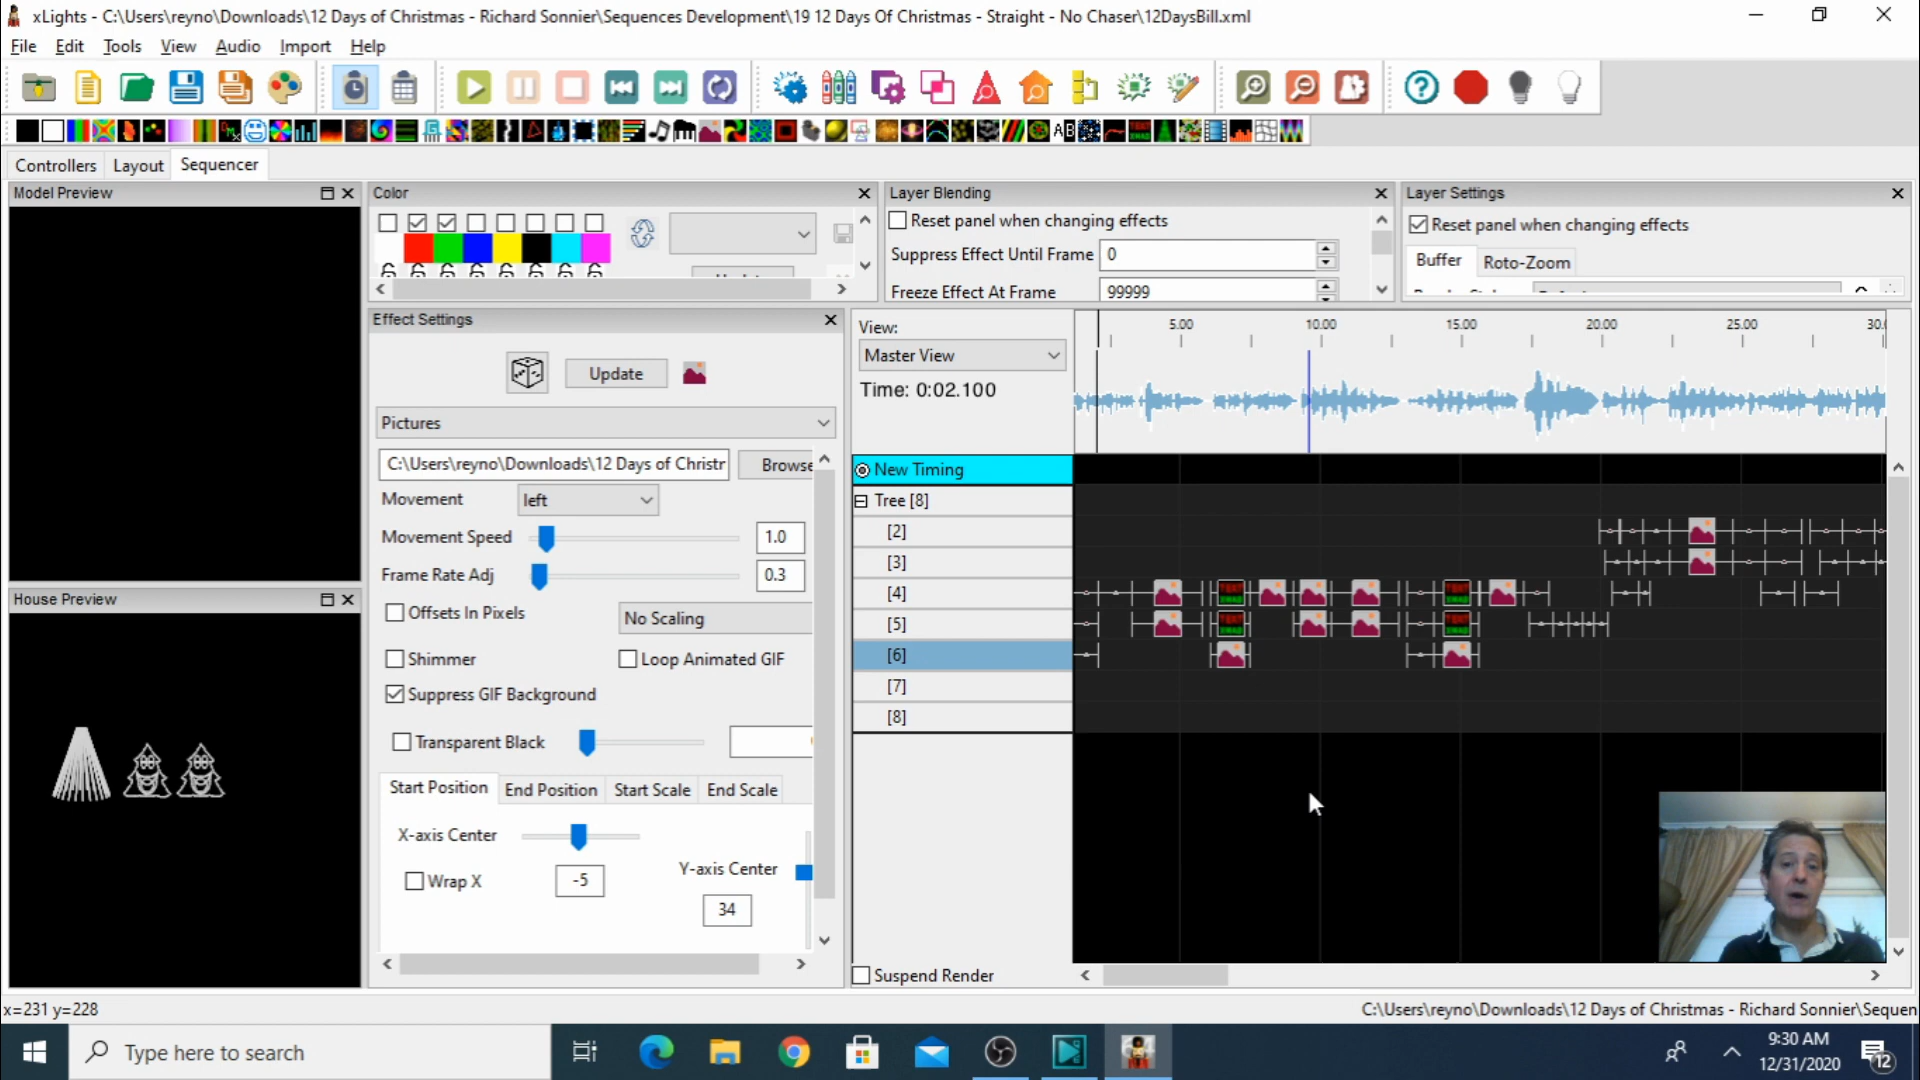 xLights - C:\Users\reyno\Downloads\12 Days of Christmas - Richard Sonnier\Sequences Development\19 12 Days Of Christmas - Straight - No Chaser\12DaysBill.xml
File Edit Tools View Audio Import Help
Controllers Layout Sequencer
Model Preview
Color
Layer Blending
Layer Settings
Reset panel when changing effects
Reset panel when changing effects
Suppress Effect Until Frame 0
Buffer Roto-Zoom
Freeze Effect At Frame 99999
Effect Settings
View:
5.00 10.00 15.00 20.00 25.00
Master View
Update
Time: 0:02.100
Pictures
C:\Users\reyno\Downloads\12 Days of Christr Browse
New Timing
Movement left
Tree [8]
Movement Speed 1.0
[2]
Frame Rate Adj 0.3
[3]
House Preview
[4]
Offsets In Pixels No Scaling
[5]
Shimmer Loop Animated GIF
[6]
Suppress GIF Background
[7]
[8]
Transparent Black
Start Position End Position Start Scale End Scale
X-axis Center
Y-axis Center
Wrap X -5
34
Suspend Render
x=231 y=228
C:\Users\reyno\Downloads\12 Days of Christmas - Richard Sonnier\Sequen
Type here to search
9:30 AM
12/31/2020
12